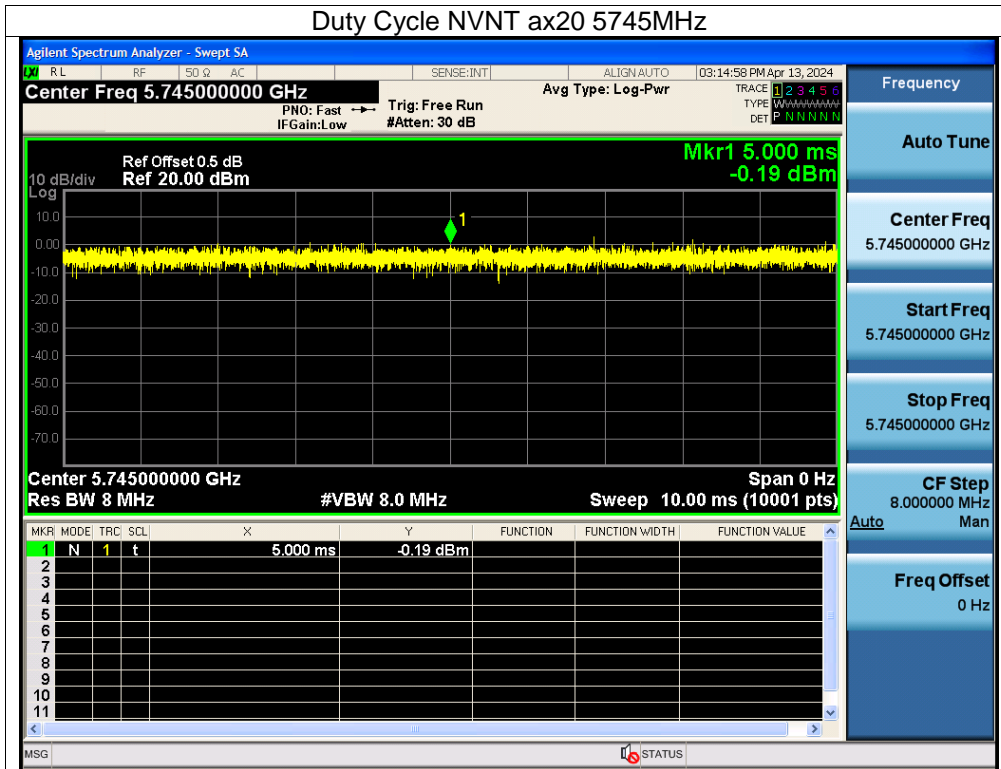 Duty Cycle NVNT ax20 5745MHz
Agilent Spectrum Analyzer - Swept SA
LXI RL RF 50 Ω AC SENSE:INT ALIGN AUTO 03:14:58 PM Apr 13, 2024
Center Freq 5.745000000 GHz
PNO: Fast
IFGain:Low
Trig: Free Run
#Atten: 30 dB
Avg Type: Log-Pwr
TRACE 1 2 3 4 5 6
TYPE WWWWWW
DET P N N N N N
Mkr1 5.000 ms
-0.19 dBm
Ref Offset 0.5 dB
10 dB/div Ref 20.00 dBm
Log
10.0
0.00
-10.0
-20.0
-30.0
-40.0
-50.0
-60.0
-70.0
1
Center 5.745000000 GHz Span 0 Hz
Res BW 8 MHz #VBW 8.0 MHz Sweep 10.00 ms (10001 pts)
MKR MODE TRC SCL X Y FUNCTION FUNCTION WIDTH FUNCTION VALUE
1 N 1 t 5.000 ms -0.19 dBm
2
3
4
5
6
7
8
9
10
11
MSG STATUS
Frequency
Auto Tune
Center Freq
5.745000000 GHz
Start Freq
5.745000000 GHz
Stop Freq
5.745000000 GHz
CF Step
8.000000 MHz
Auto Man
Freq Offset
0 Hz